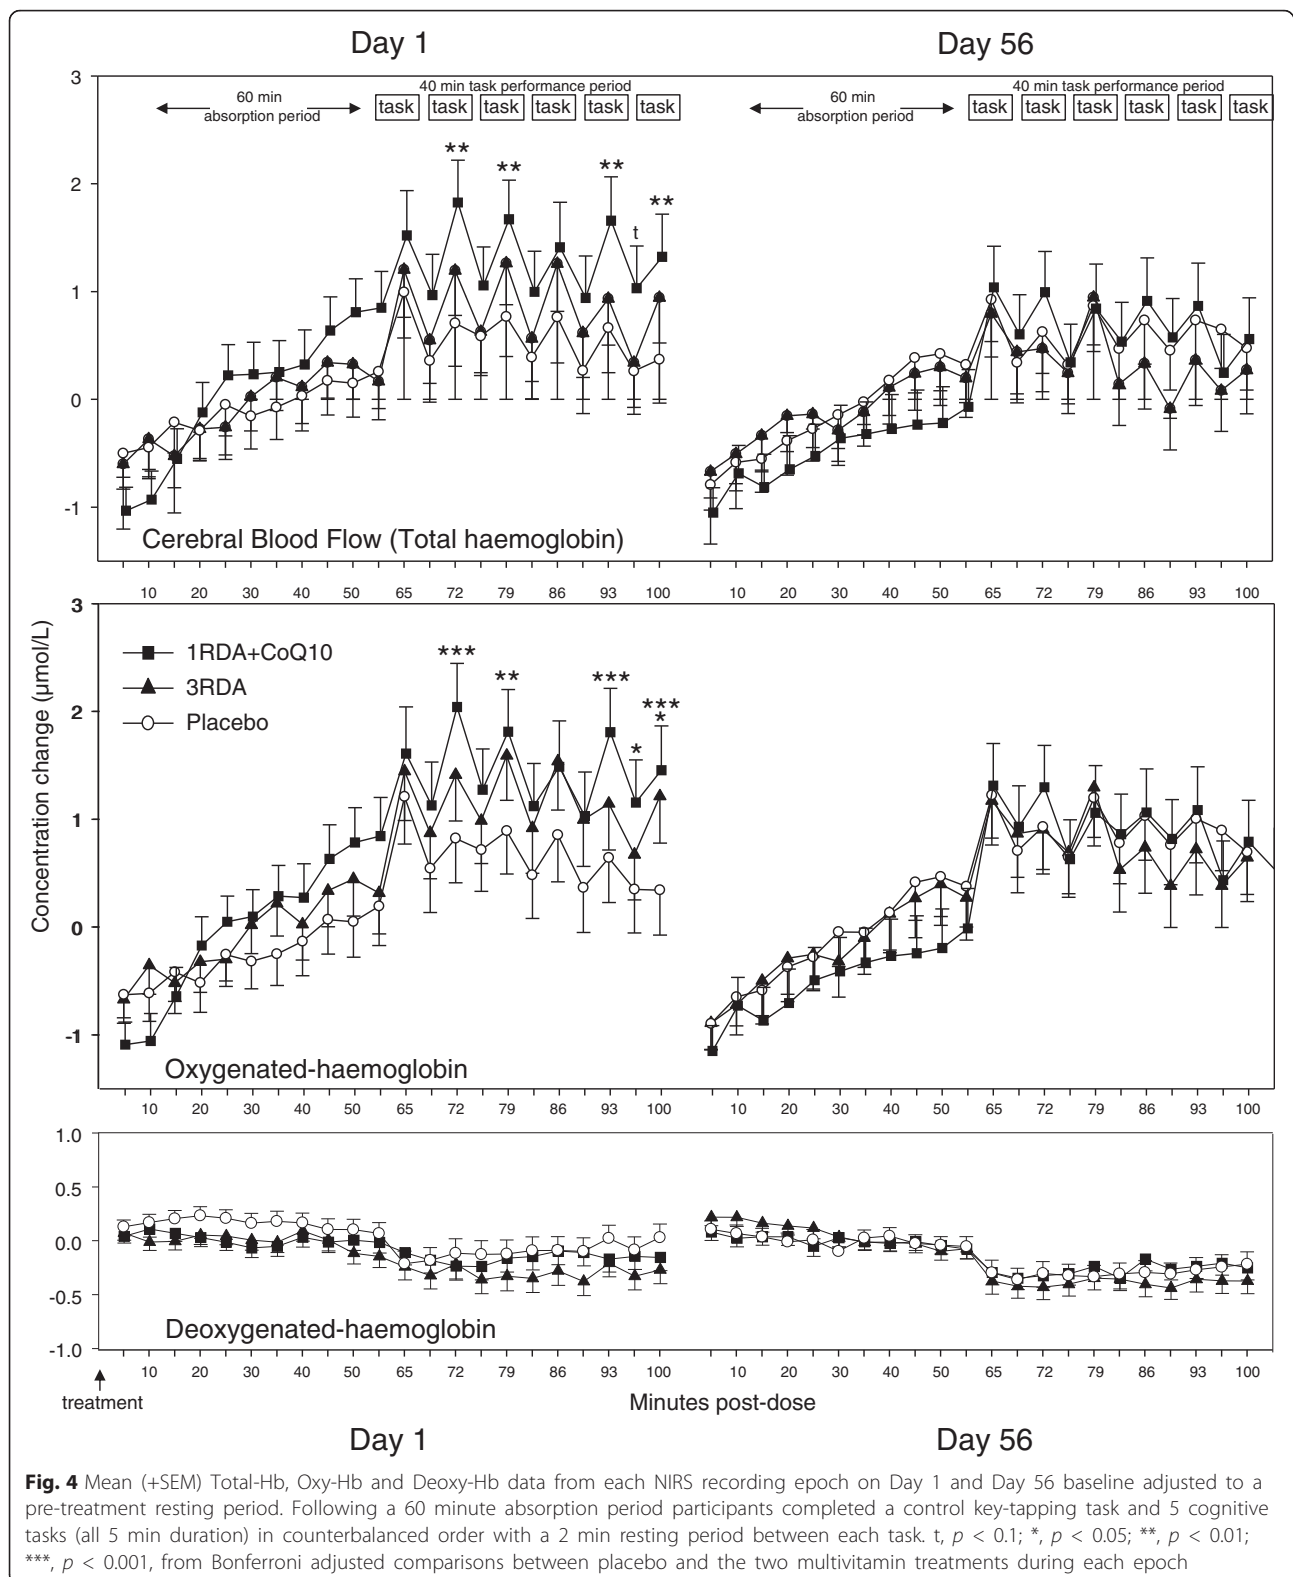 Day 1
Day 56
3
2
1
0
-1
60 min
absorption period
40 min task performance period
task task task task task task
** ** ** t **
60 min
absorption period
40 min task performance period
task task task task task task
Cerebral Blood Flow (Total haemoglobin)
10 20 30 40 50 65 72 79 86 93 100
10 20 30 40 50 65 72 79 86 93 100
Concentration change (µmol/L)
3
2
1
0
-1
1RDA+CoQ10
3RDA
Placebo
*** ** *** * ***
*
Oxygenated-haemoglobin
10 20 30 40 50 65 72 79 86 93 100
10 20 30 40 50 65 72 79 86 93 100
1.0
0.5
0.0
-0.5
-1.0
Deoxygenated-haemoglobin
10 20 30 40 50 65 72 79 86 93 100
10 20 30 40 50 65 72 79 86 93 100
treatment
Minutes post-dose
Day 1
Day 56
Fig. 4 Mean (+SEM) Total-Hb, Oxy-Hb and Deoxy-Hb data from each NIRS recording epoch on Day 1 and Day 56 baseline adjusted to a
pre-treatment resting period. Following a 60 minute absorption period participants completed a control key-tapping task and 5 cognitive
tasks (all 5 min duration) in counterbalanced order with a 2 min resting period between each task. t, p < 0.1; *, p < 0.05; **, p < 0.01;
***, p < 0.001, from Bonferroni adjusted comparisons between placebo and the two multivitamin treatments during each epoch